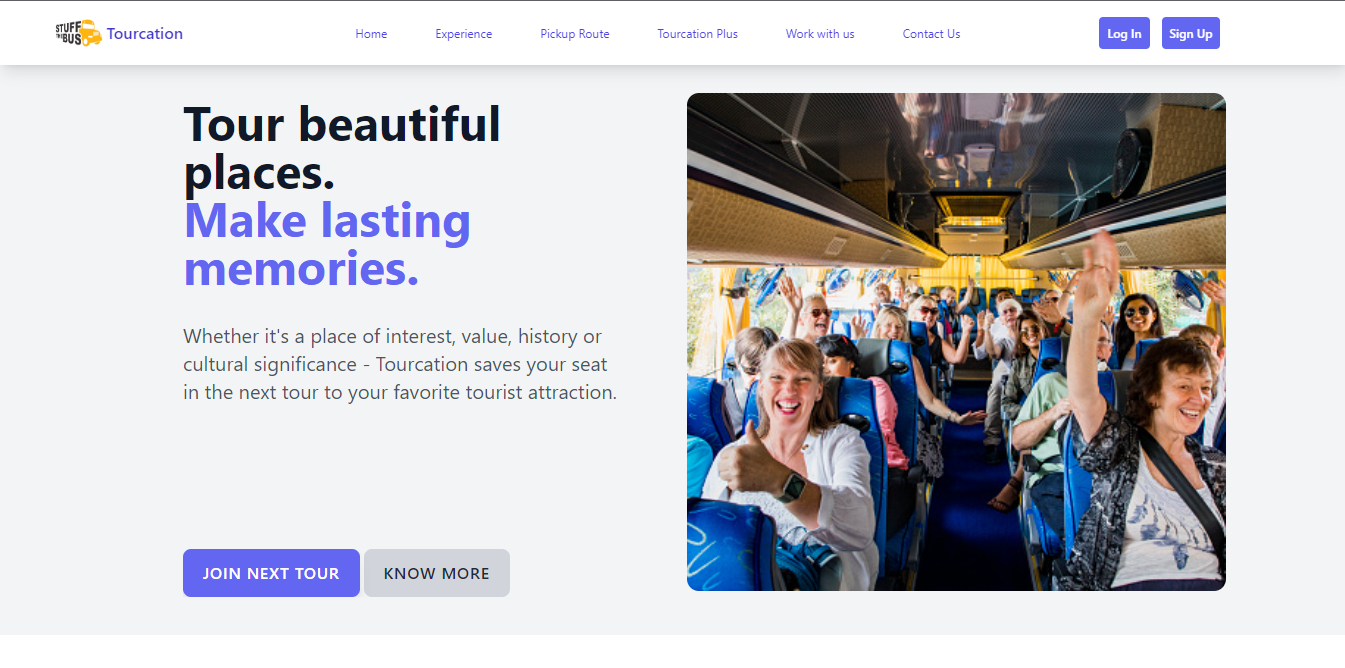 STUFF
THE BUS
Tourcation
Home
Experience
Pickup Route
Tourcation Plus
Work with us
Contact Us
Log In
Sign Up
Tour beautiful
places.
Make lasting
memories.
Whether it's a place of interest, value, history or
cultural significance - Tourcation saves your seat
in the next tour to your favorite tourist attraction.
JOIN NEXT TOUR
KNOW MORE